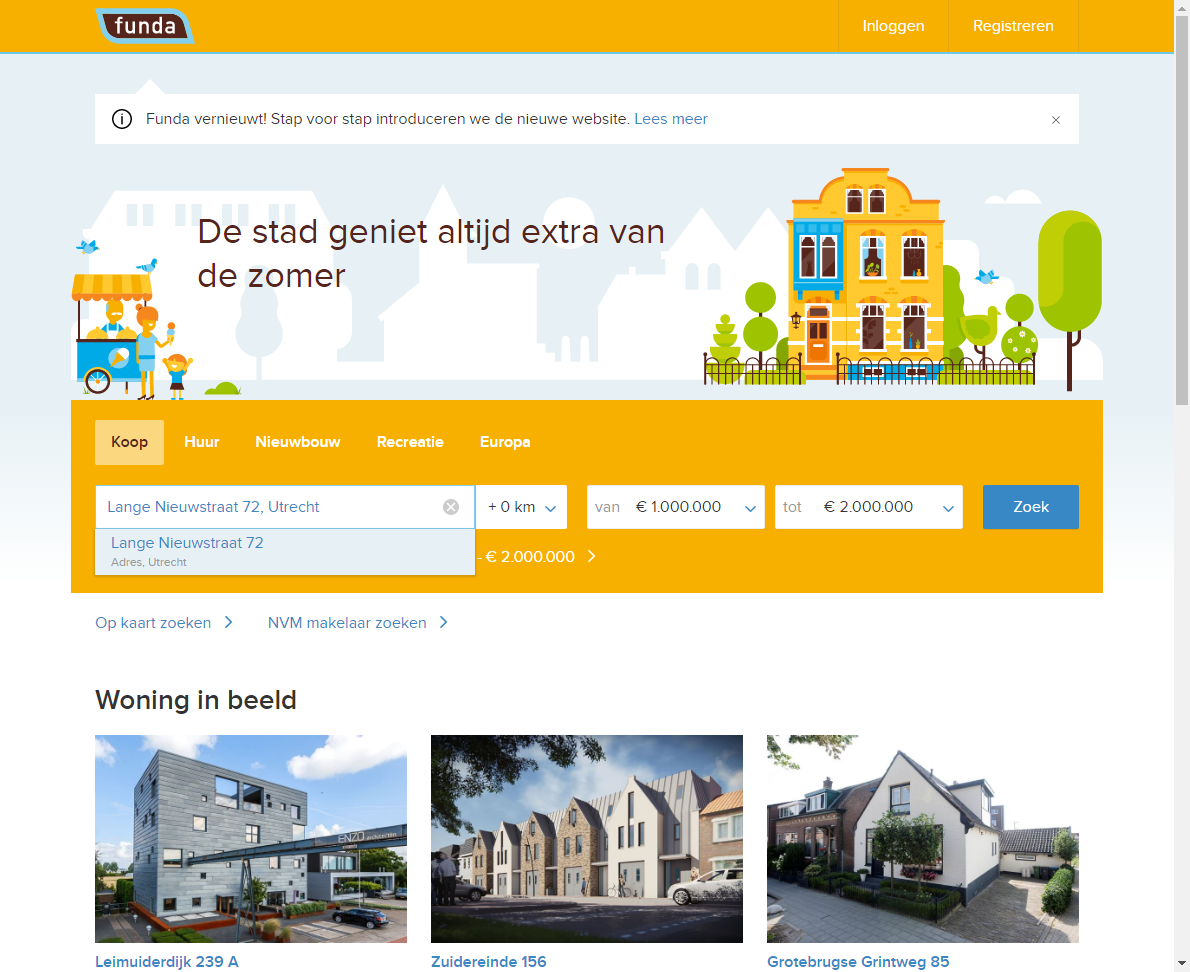 funda
Inloggen
Registreren
Funda vernieuwt! Stap voor stap introduceren we de nieuwe website. Lees meer
De stad geniet altijd extra van
de zomer
Koop
Huur
Nieuwbouw
Recreatie
Europa
Lange Nieuwstraat 72, Utrecht
+ 0 km
van € 1.000.000
tot € 2.000.000
Zoek
Lange Nieuwstraat 72
Adres, Utrecht
- € 2.000.000
Op kaart zoeken
NVM makelaar zoeken
Woning in beeld
ENZO architecten
Leimuiderdijk 239 A
Zuidereinde 156
Grotebrugse Grintweg 85